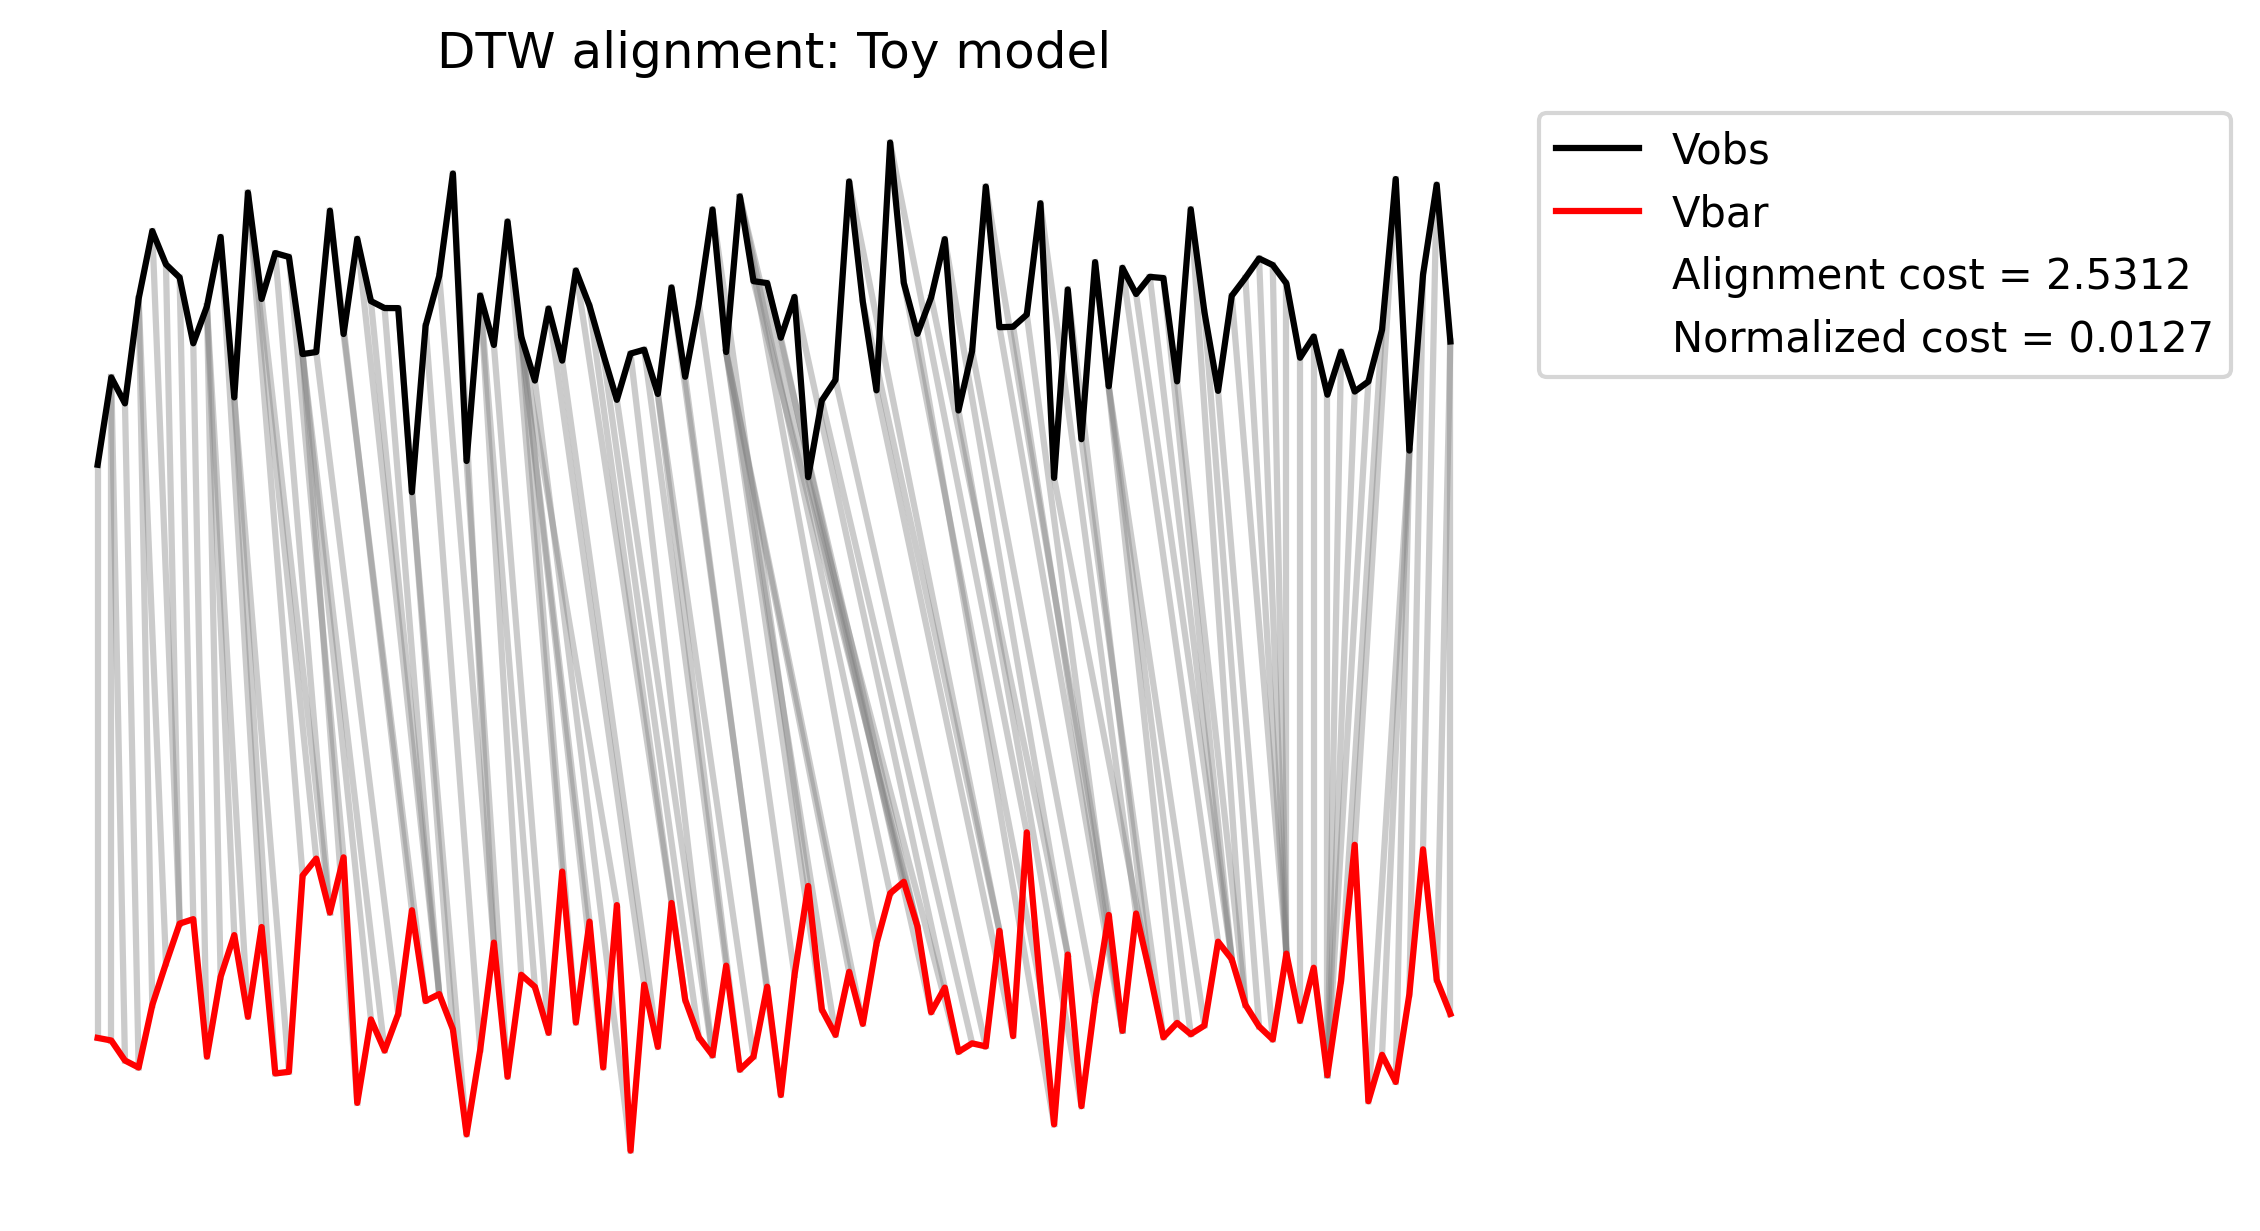 DTW alignment: Toy model
Vobs
Vbar
Alignment cost = 2.5312
Normalized cost = 0.0127